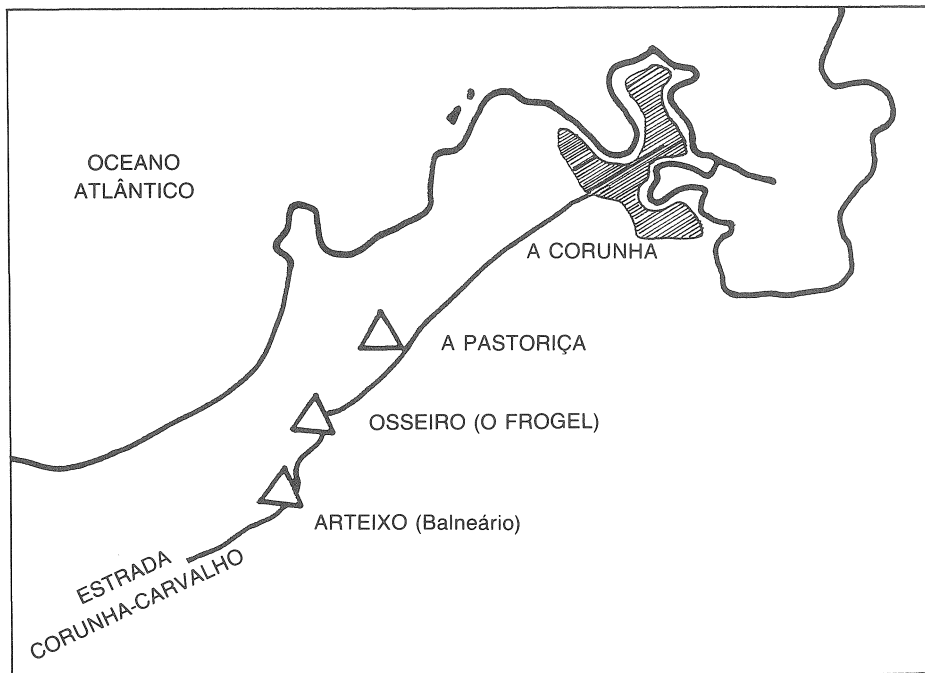 OCEANO
ATLÂNTICO
A CORUNHA
A PASTORIÇA
OSSEIRO (O FROGEL)
ARTEIXO (Balneário)
ESTRADA
CORUNHA-CARVALHO